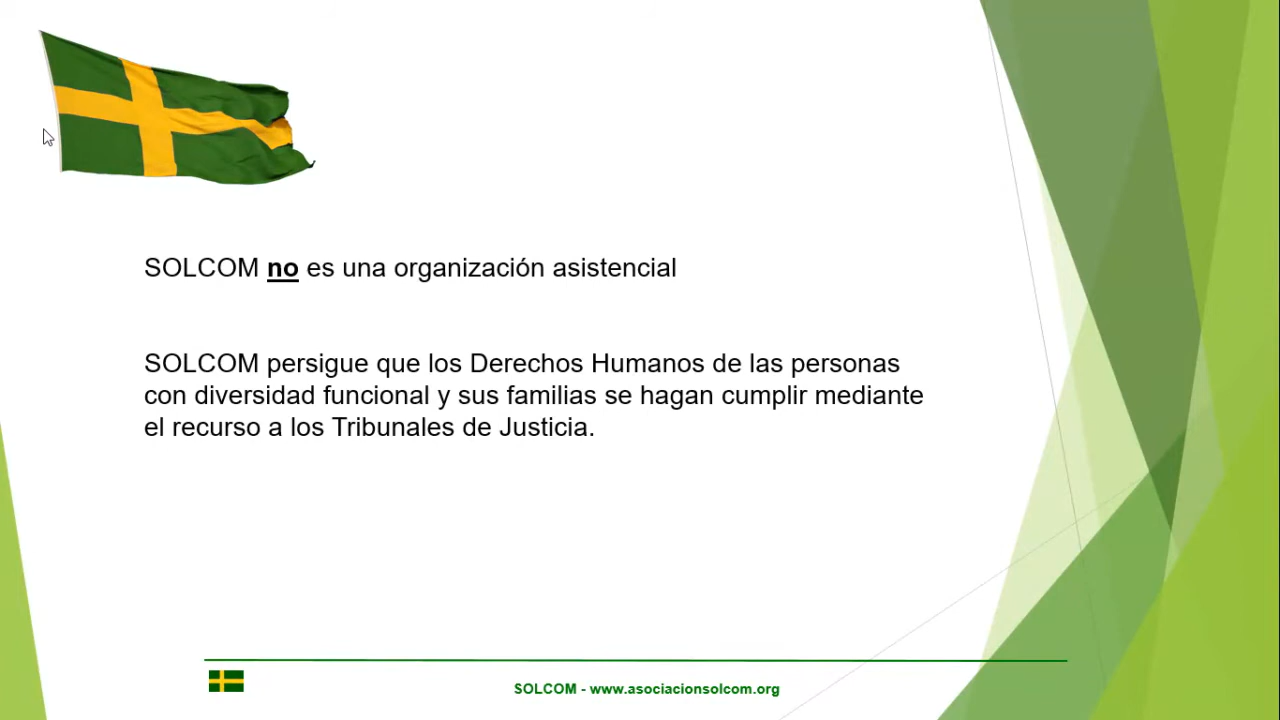 SOLCOM no es una organización asistencial
SOLCOM persigue que los Derechos Humanos de las personas
con diversidad funcional y sus familias se hagan cumplir mediante
el recurso a los Tribunales de Justicia.
SOLCOM - www.asociacionsolcom.org